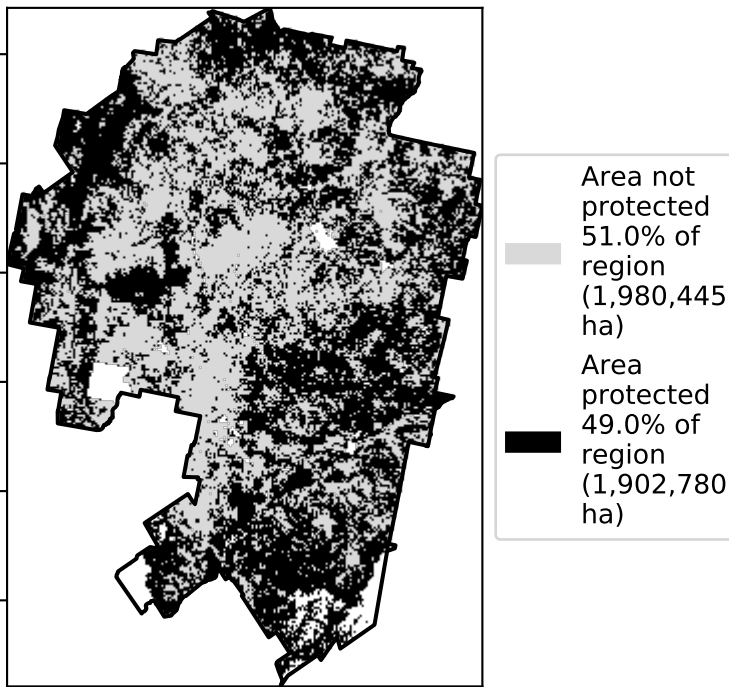 Area not
protected
51.0% of
region
(1,980,445
ha)
Area
protected
49.0% of
region
(1,902,780
ha)